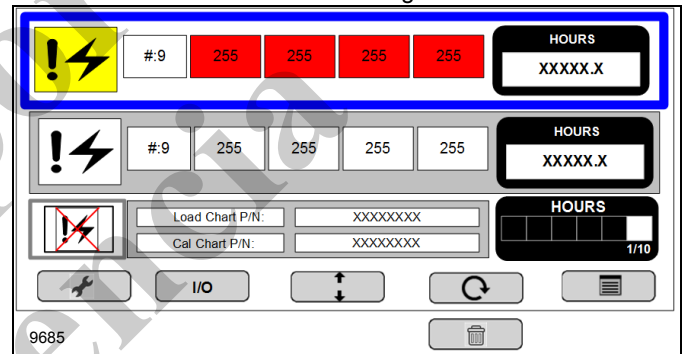 HOURS
#:9 255 255 255 255 XXXXX.X
HOURS
#:9 255 255 255 255 XXXXX.X
HOURS
Load Chart P/N: XXXXXXXX
Cal Chart P/N: XXXXXXXX
1/10
I/O
9685